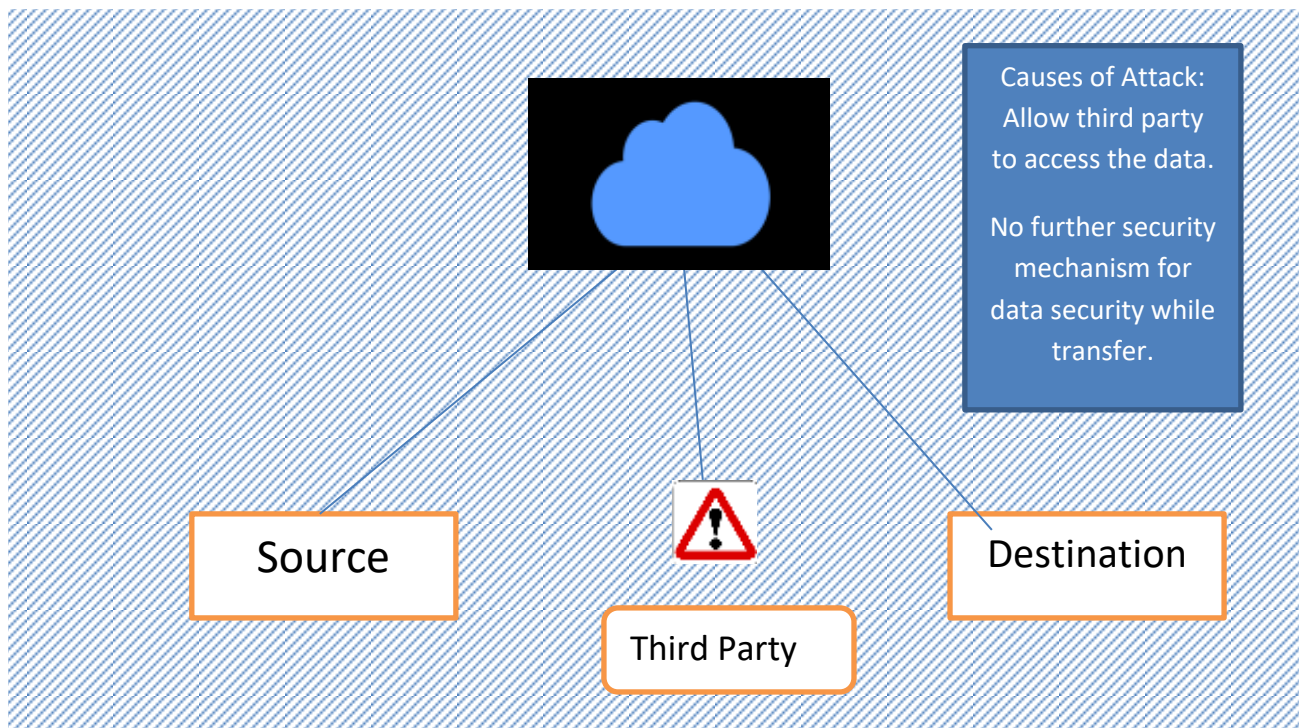 Causes of Attack:
Allow third party
to access the data.
No further security
mechanism for
data security while
transfer.
Source
Destination
Third Party